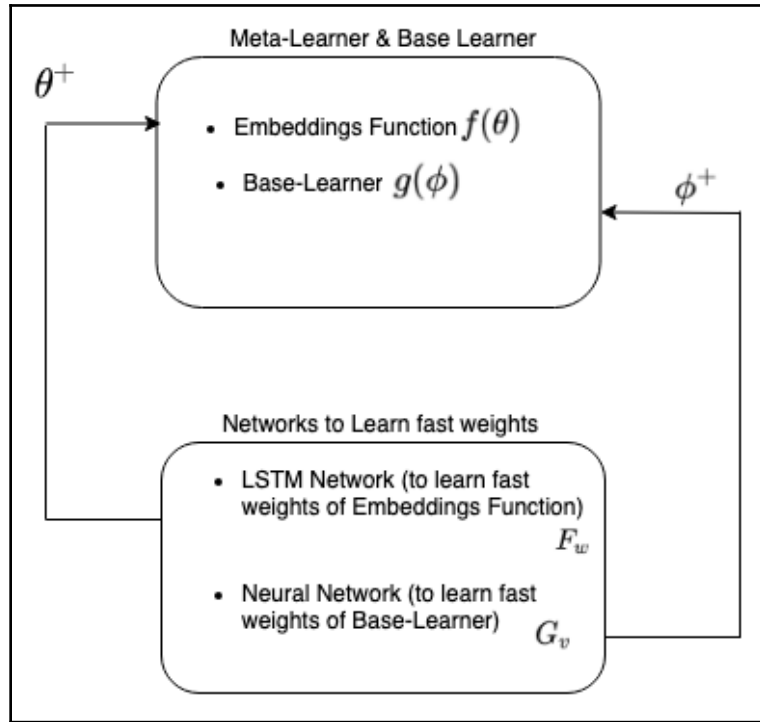 Meta-Learner & Base Learner
θ⁺
• Embeddings Function f(θ)
• Base-Learner g(ϕ)
ϕ⁺
Networks to Learn fast weights
• LSTM Network (to learn fast
weights of Embeddings Function)
F_w
• Neural Network (to learn fast
weights of Base-Learner)
G_v